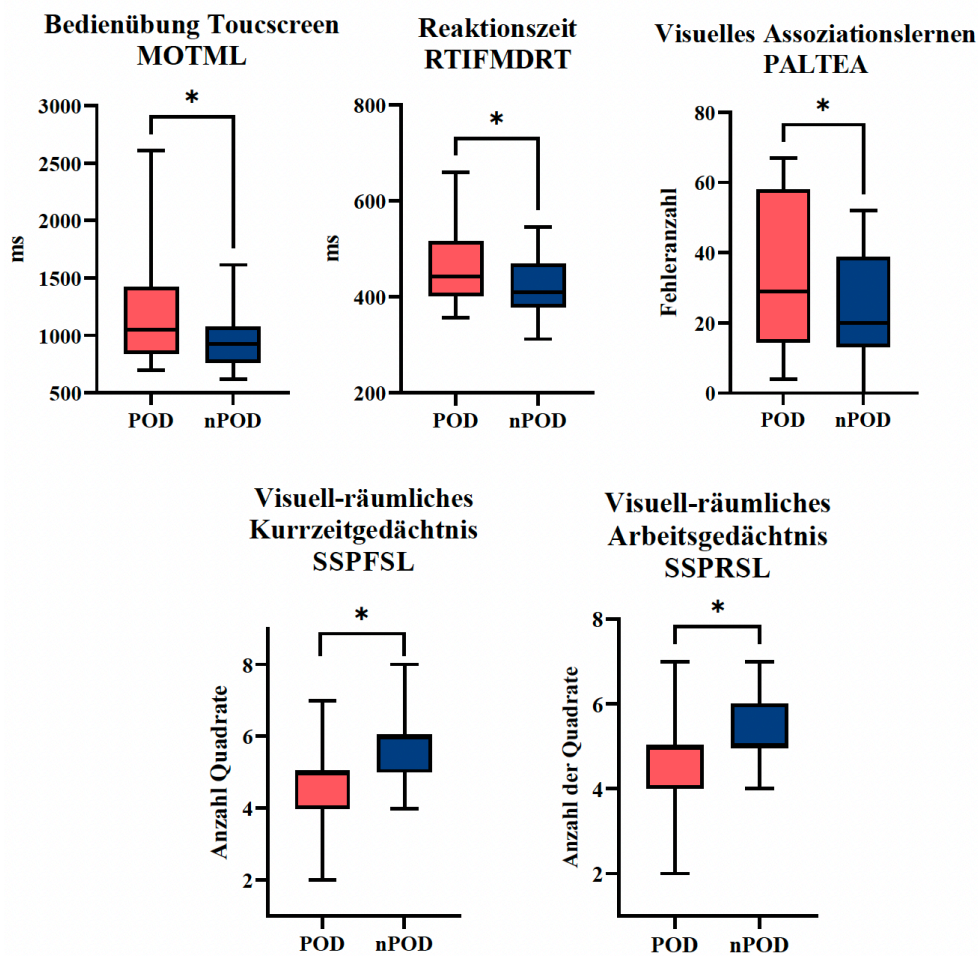 Bedienübung Toucscreen
MOTML
*
3000
2500
2000
1500
1000
500
ms
POD nPOD
Reaktionszeit
RTIFMDRT
*
800
600
400
200
ms
POD nPOD
Visuelles Assoziationslernen
PALTEA
*
80
60
40
20
0
Fehleranzahl
POD nPOD
Visuell-räumliches
Kurrzeitgedächtnis
SSPFSL
*
8
6
4
2
Anzahl Quadrate
POD nPOD
Visuell-räumliches
Arbeitsgedächtnis
SSPRSL
*
8
6
4
2
Anzahl der Quadrate
POD nPOD